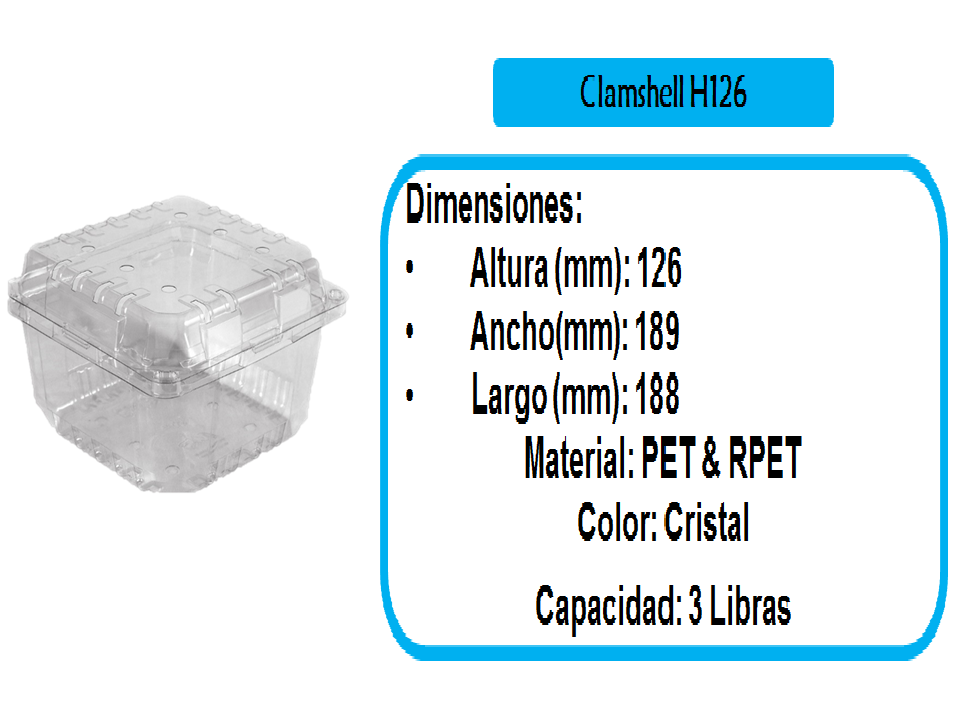 Clamshell H126
Dimensiones:
• Altura (mm): 126
• Ancho(mm): 189
• Largo (mm): 188
Material: PET & RPET
Color: Cristal
Capacidad: 3 Libras